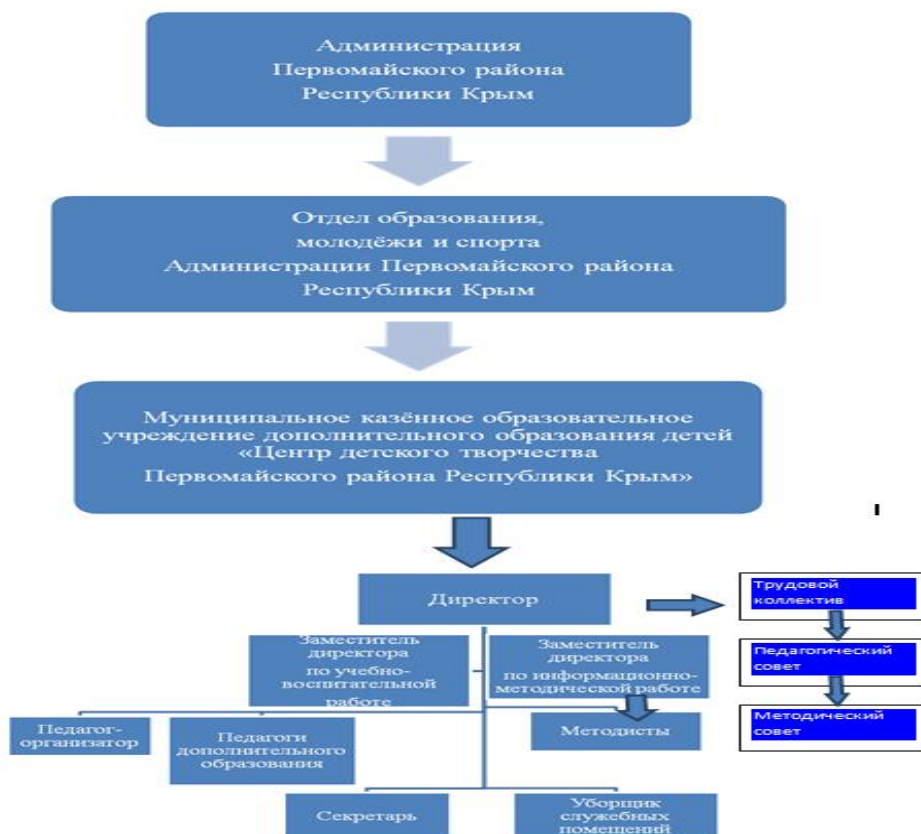 Администрация
Первомайского района
Республики Крым
Отдел образования,
молодёжи и спорта
Администрации Первомайского района
Республики Крым
Муниципальное казённое образовательное
учреждение дополнительного образования детей
«Центр детского творчества
Первомайского района Республики Крым»
Директор
Трудовой
коллектив
Заместитель
директора
по учебно-
воспитательной
работе
Заместитель
директора
по информационно-
методической работе
Педагогический
совет
Педагог-
организатор
Педагоги
дополнительного
образования
Методисты
Методический
совет
Секретарь
Уборщик
служебных
помещений